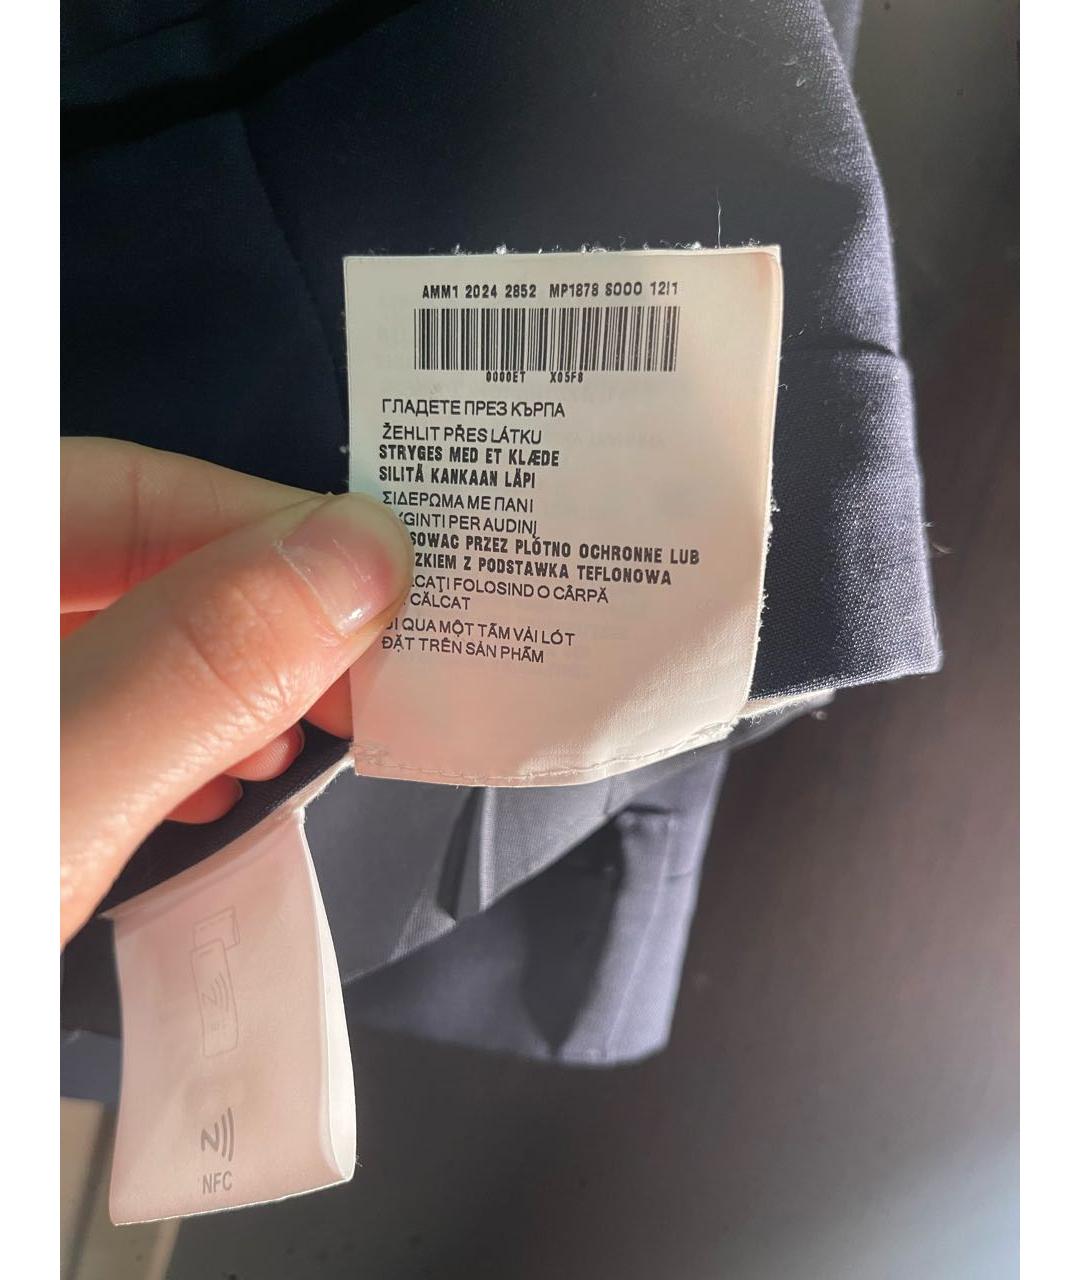 AMM1 2024 2852 MP1878 S000 12/1
0000ET X05F8
ГЛАДЕТЕ ПРЕЗ КЪРПА
ŽEHLIT PŘES LÁTKU
STRYGES MED ET KLÆDE
SILITÄ KANKAAN LÄPI
ΣΙΔΕΡΩΜΑ ΜΕ ΠΑΝΙ
PER AUDINĮ
PRZEZ PLÓTNO OCHRONNE LUB
Z PODSTAWKA TEFLONOWA
FOLOSIND O CÂRPĂ
CĂLCAT
QUA MỘT TẤM VẢI LÓT
ĐẶT TRÊN SẢN PHẨM
NFC